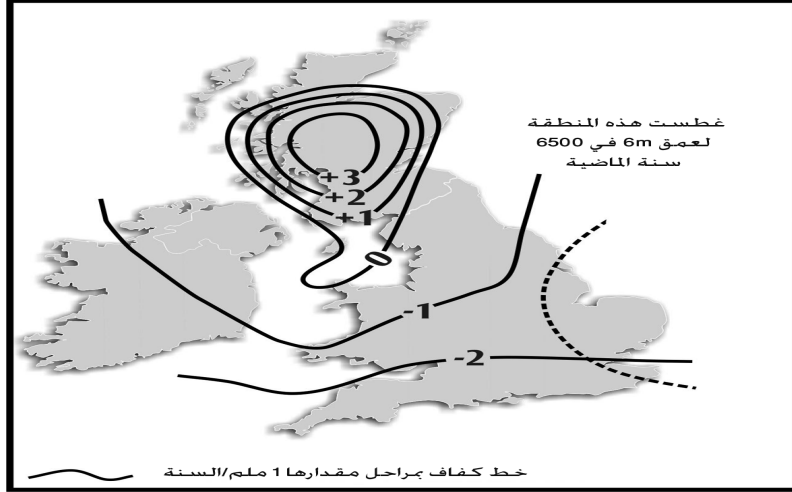 غطست هذه المنطقة
لعمق 6m في 6500
سنة الماضية
+3
+2
+1
0
-1
-2
خط كفاف بمراحل مقدارها 1 ملم/السنة